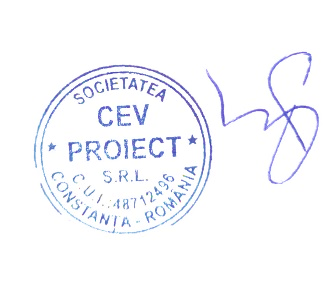 SOCIETATEA
CEV
* PROIECT *
S.R.L.
C.U.I.:48712496
CONSTANȚA - ROMANIA